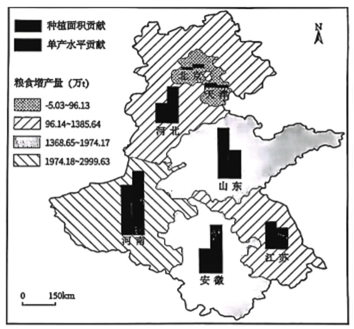 N
种植面积贡献
单产水平贡献
粮食增产量(万t)
-5.03~96.13
96.14~1385.64
1368.65~1974.17
1974.18~2999.63
北京
天津
河北
山东
河南
安徽
江苏
0 150km